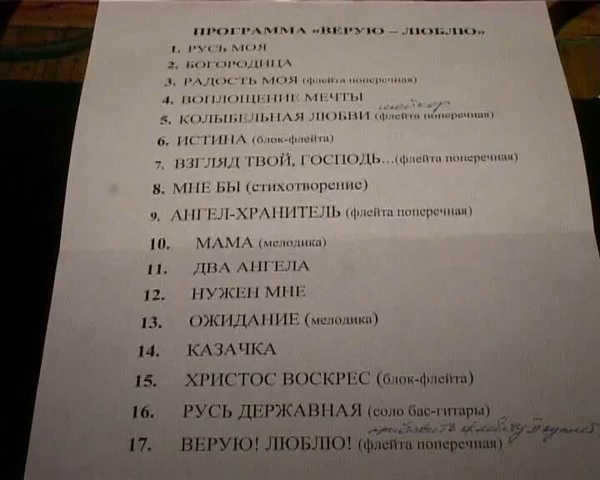 ПРОГРАММА «ВЕРУЮ – ЛЮБЛЮ»
1. РУСЬ МОЯ
2. БОГОРОДИЦА
3. РАДОСТЬ МОЯ (флейта поперечная)
4. ВОПЛОЩЕНИЕ МЕЧТЫ
шейкер
5. КОЛЫБЕЛЬНАЯ ЛЮБВИ (флейта поперечная)
6. ИСТИНА (блок-флейта)
7. ВЗГЛЯД ТВОЙ, ГОСПОДЬ...(флейта поперечная)
8. МНЕ БЫ (стихотворение)
9. АНГЕЛ-ХРАНИТЕЛЬ (флейта поперечная)
10. МАМА (мелодика)
11. ДВА АНГЕЛА
12. НУЖЕН МНЕ
13. ОЖИДАНИЕ (мелодика)
14. КАЗАЧКА
15. ХРИСТОС ВОСКРЕС (блок-флейта)
16. РУСЬ ДЕРЖАВНАЯ (соло бас-гитары)
флейту
17. ВЕРУЮ! ЛЮБЛЮ! (флейта поперечная)